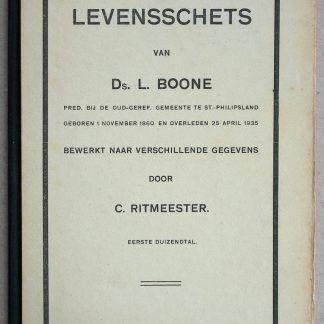 LEVENSSCHETS
VAN
Ds. L. BOONE
PRED. BIJ DE OUD-GEREF. GEMEENTE TE ST.-PHILIPSLAND
GEBOREN 1 NOVEMBER 1860 EN OVERLEDEN 25 APRIL 1935
BEWERKT NAAR VERSCHILLENDE GEGEVENS
DOOR
C. RITMEESTER.
EERSTE DUIZENDTAL.